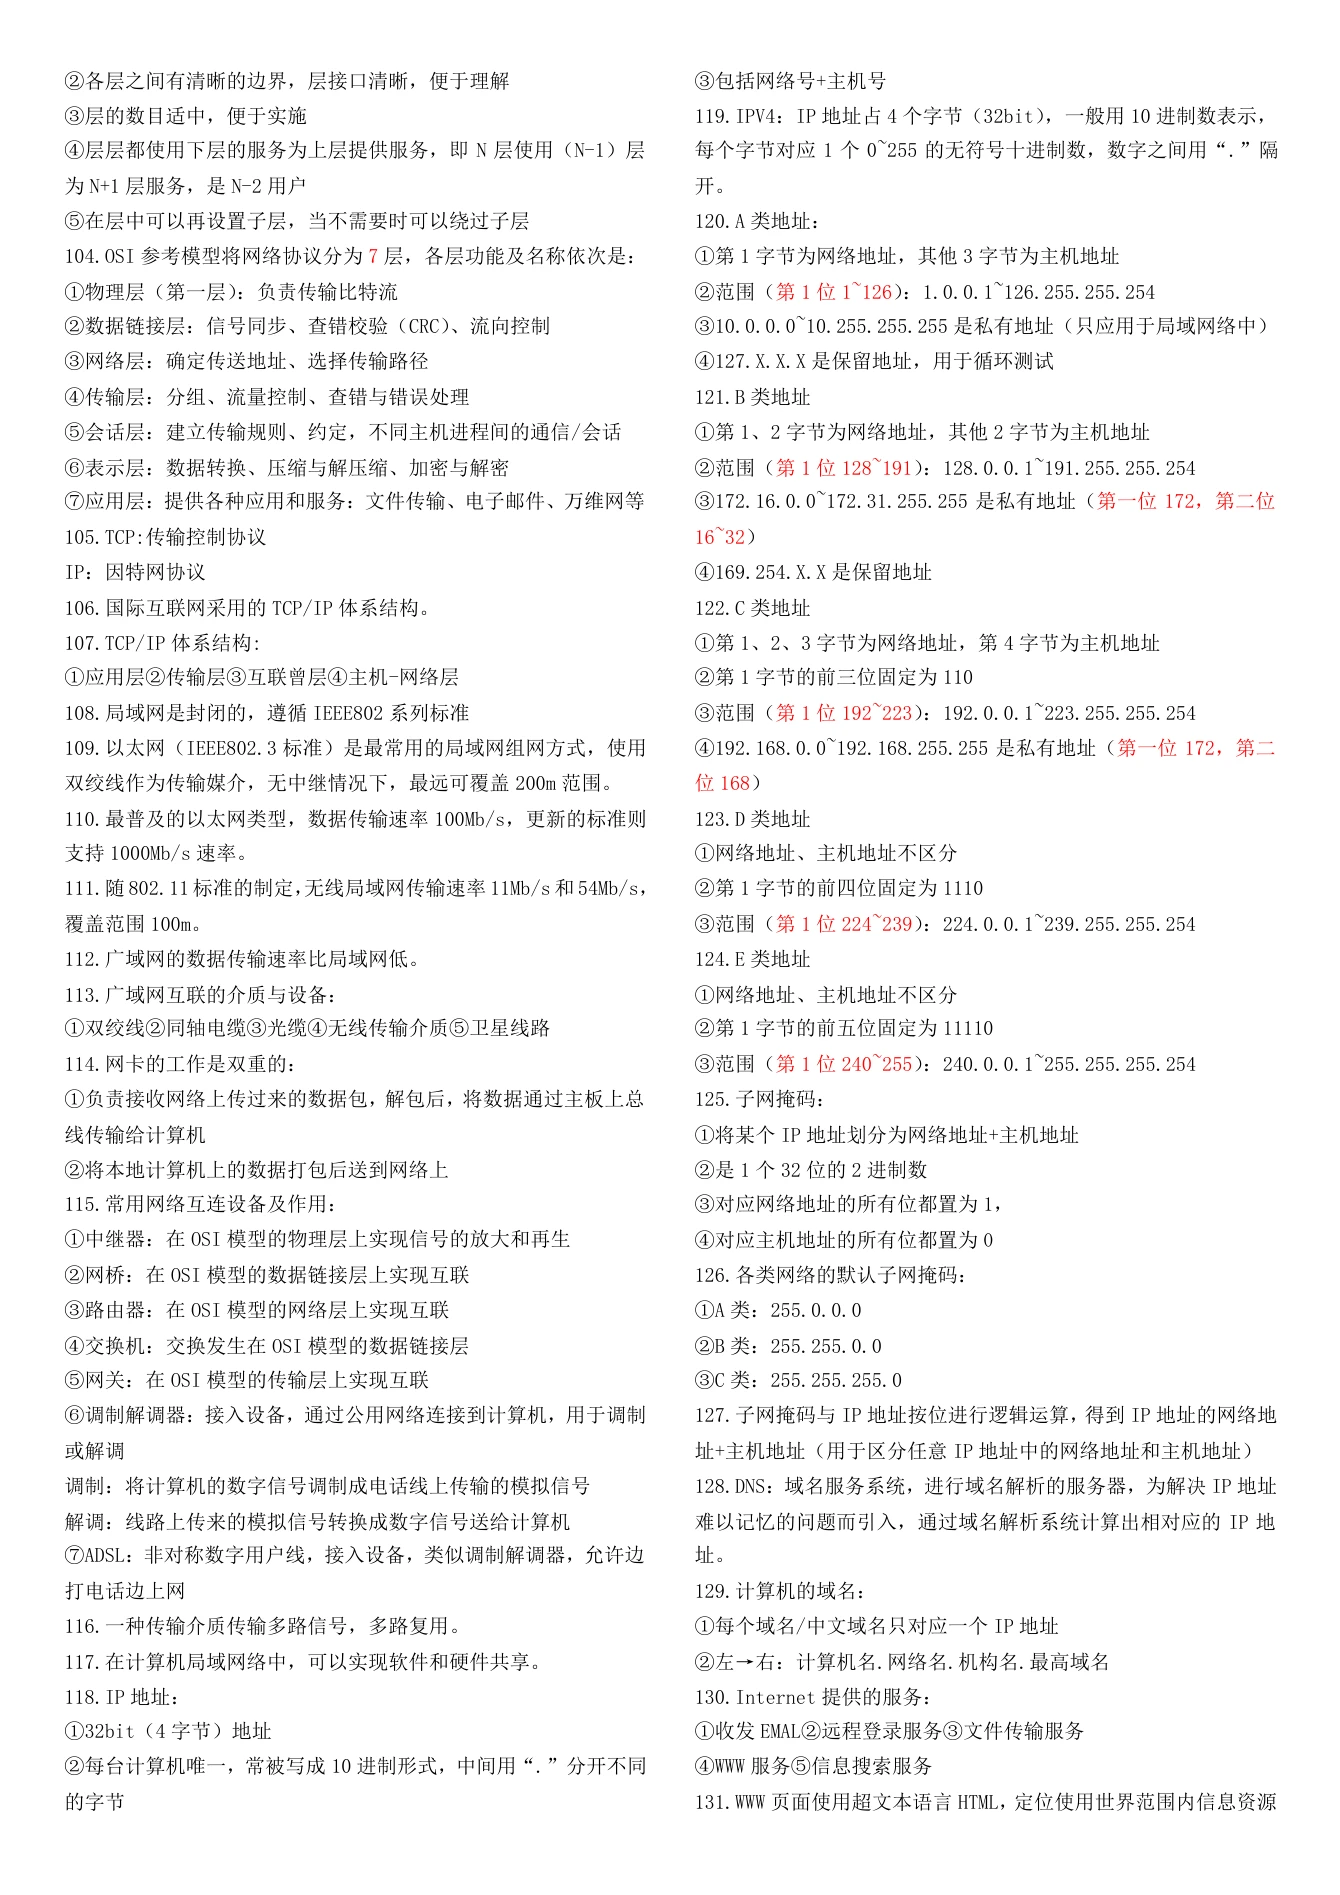 ②各层之间有清晰的边界，层接口清晰，便于理解
③层的数目适中，便于实施
④层层都使用下层的服务为上层提供服务，即 N 层使用（N-1）层
为 N+1 层服务，是 N-2 用户
⑤在层中可以再设置子层，当不需要时可以绕过子层
104.OSI 参考模型将网络协议分为 7 层，各层功能及名称依次是：
①物理层（第一层）：负责传输比特流
②数据链接层：信号同步、查错校验（CRC）、流向控制
③网络层：确定传送地址、选择传输路径
④传输层：分组、流量控制、查错与错误处理
⑤会话层：建立传输规则、约定，不同主机进程间的通信/会话
⑥表示层：数据转换、压缩与解压缩、加密与解密
⑦应用层：提供各种应用和服务：文件传输、电子邮件、万维网等
105.TCP:传输控制协议
IP：因特网协议
106.国际互联网采用的 TCP/IP 体系结构。
107.TCP/IP 体系结构:
①应用层②传输层③互联曾层④主机-网络层
108.局域网是封闭的，遵循 IEEE802 系列标准
109.以太网（IEEE802.3 标准）是最常用的局域网组网方式，使用
双绞线作为传输媒介，无中继情况下，最远可覆盖 200m 范围。
110.最普及的以太网类型，数据传输速率 100Mb/s，更新的标准则
支持 1000Mb/s 速率。
111.随 802.11 标准的制定，无线局域网传输速率 11Mb/s 和 54Mb/s，
覆盖范围 100m。
112.广域网的数据传输速率比局域网低。
113.广域网互联的介质与设备：
①双绞线②同轴电缆③光缆④无线传输介质⑤卫星线路
114.网卡的工作是双重的：
①负责接收网络上传过来的数据包，解包后，将数据通过主板上总
线传输给计算机
②将本地计算机上的数据打包后送到网络上
115.常用网络互连设备及作用：
①中继器：在 OSI 模型的物理层上实现信号的放大和再生
②网桥：在 OSI 模型的数据链接层上实现互联
③路由器：在 OSI 模型的网络层上实现互联
④交换机：交换发生在 OSI 模型的数据链接层
⑤网关：在 OSI 模型的传输层上实现互联
⑥调制解调器：接入设备，通过公用网络连接到计算机，用于调制
或解调
调制：将计算机的数字信号调制成电话线上传输的模拟信号
解调：线路上传来的模拟信号转换成数字信号送给计算机
⑦ADSL：非对称数字用户线，接入设备，类似调制解调器，允许边
打电话边上网
116.一种传输介质传输多路信号，多路复用。
117.在计算机局域网络中，可以实现软件和硬件共享。
118.IP 地址：
①32bit（4 字节）地址
②每台计算机唯一，常被写成 10 进制形式，中间用“.”分开不同
的字节
③包括网络号+主机号
119.IPV4：IP 地址占 4 个字节（32bit），一般用 10 进制数表示，
每个字节对应 1 个 0~255 的无符号十进制数，数字之间用“.”隔
开。
120.A 类地址：
①第 1 字节为网络地址，其他 3 字节为主机地址
②范围（第 1 位 1~126）：1.0.0.1~126.255.255.254
③10.0.0.0~10.255.255.255 是私有地址（只应用于局域网络中）
④127.X.X.X 是保留地址，用于循环测试
121.B 类地址
①第 1、2 字节为网络地址，其他 2 字节为主机地址
②范围（第 1 位 128~191）：128.0.0.1~191.255.255.254
③172.16.0.0~172.31.255.255 是私有地址（第一位 172，第二位
16~32）
④169.254.X.X 是保留地址
122.C 类地址
①第 1、2、3 字节为网络地址，第 4 字节为主机地址
②第 1 字节的前三位固定为 110
③范围（第 1 位 192~223）：192.0.0.1~223.255.255.254
④192.168.0.0~192.168.255.255 是私有地址（第一位 172，第二
位 168）
123.D 类地址
①网络地址、主机地址不区分
②第 1 字节的前四位固定为 1110
③范围（第 1 位 224~239）：224.0.0.1~239.255.255.254
124.E 类地址
①网络地址、主机地址不区分
②第 1 字节的前五位固定为 11110
③范围（第 1 位 240~255）：240.0.0.1~255.255.255.254
125.子网掩码：
①将某个 IP 地址划分为网络地址+主机地址
②是 1 个 32 位的 2 进制数
③对应网络地址的所有位都置为 1，
④对应主机地址的所有位都置为 0
126.各类网络的默认子网掩码：
①A 类：255.0.0.0
②B 类：255.255.0.0
③C 类：255.255.255.0
127.子网掩码与 IP 地址按位进行逻辑运算，得到 IP 地址的网络地
址+主机地址（用于区分任意 IP 地址中的网络地址和主机地址）
128.DNS：域名服务系统，进行域名解析的服务器，为解决 IP 地址
难以记忆的问题而引入，通过域名解析系统计算出相对应的 IP 地
址。
129.计算机的域名：
①每个域名/中文域名只对应一个 IP 地址
②左→右：计算机名.网络名.机构名.最高域名
130.Internet 提供的服务：
①收发 EMAL②远程登录服务③文件传输服务
④WWW 服务⑤信息搜索服务
131.WWW 页面使用超文本语言 HTML，定位使用世界范围内信息资源